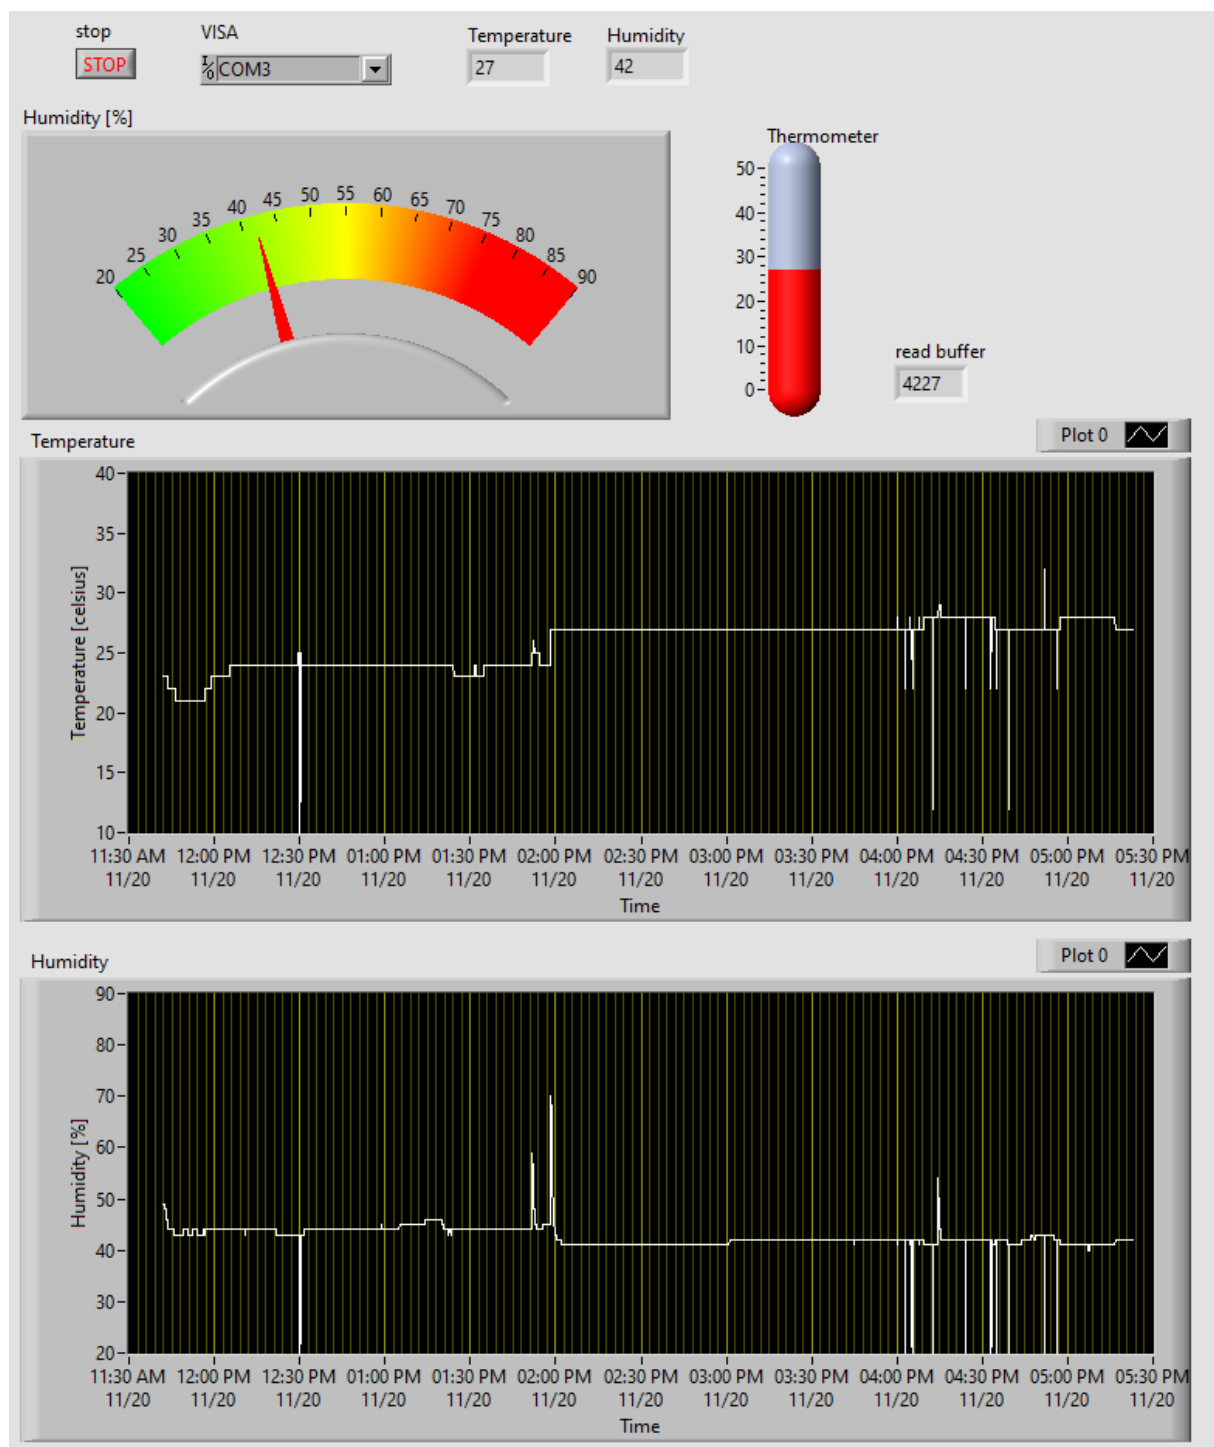 stop VISA Temperature Humidity
STOP I/O COM3 27 42
Humidity [%]
Thermometer
20 25 30 35 40 45 50 55 60 65 70 75 80 85 90
50
40
30
20
10
0
read buffer
4227
Temperature
Plot 0
40
35
30
25
20
15
10
Temperature [celsius]
11:30 AM 12:00 PM 12:30 PM 01:00 PM 01:30 PM 02:00 PM 02:30 PM 03:00 PM 03:30 PM 04:00 PM 04:30 PM 05:00 PM 05:30 PM
11/20 11/20 11/20 11/20 11/20 11/20 11/20 11/20 11/20 11/20 11/20 11/20 11/20
Time
Humidity
Plot 0
90
80
70
60
50
40
30
20
Humidity [%]
11:30 AM 12:00 PM 12:30 PM 01:00 PM 01:30 PM 02:00 PM 02:30 PM 03:00 PM 03:30 PM 04:00 PM 04:30 PM 05:00 PM 05:30 PM
11/20 11/20 11/20 11/20 11/20 11/20 11/20 11/20 11/20 11/20 11/20 11/20 11/20
Time